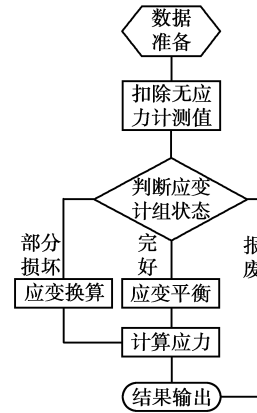 数据
准备
扣除无应
力计测值
判断应变
计组状态
部分
损坏
完
好
报
废
应变换算
应变平衡
计算应力
结果输出